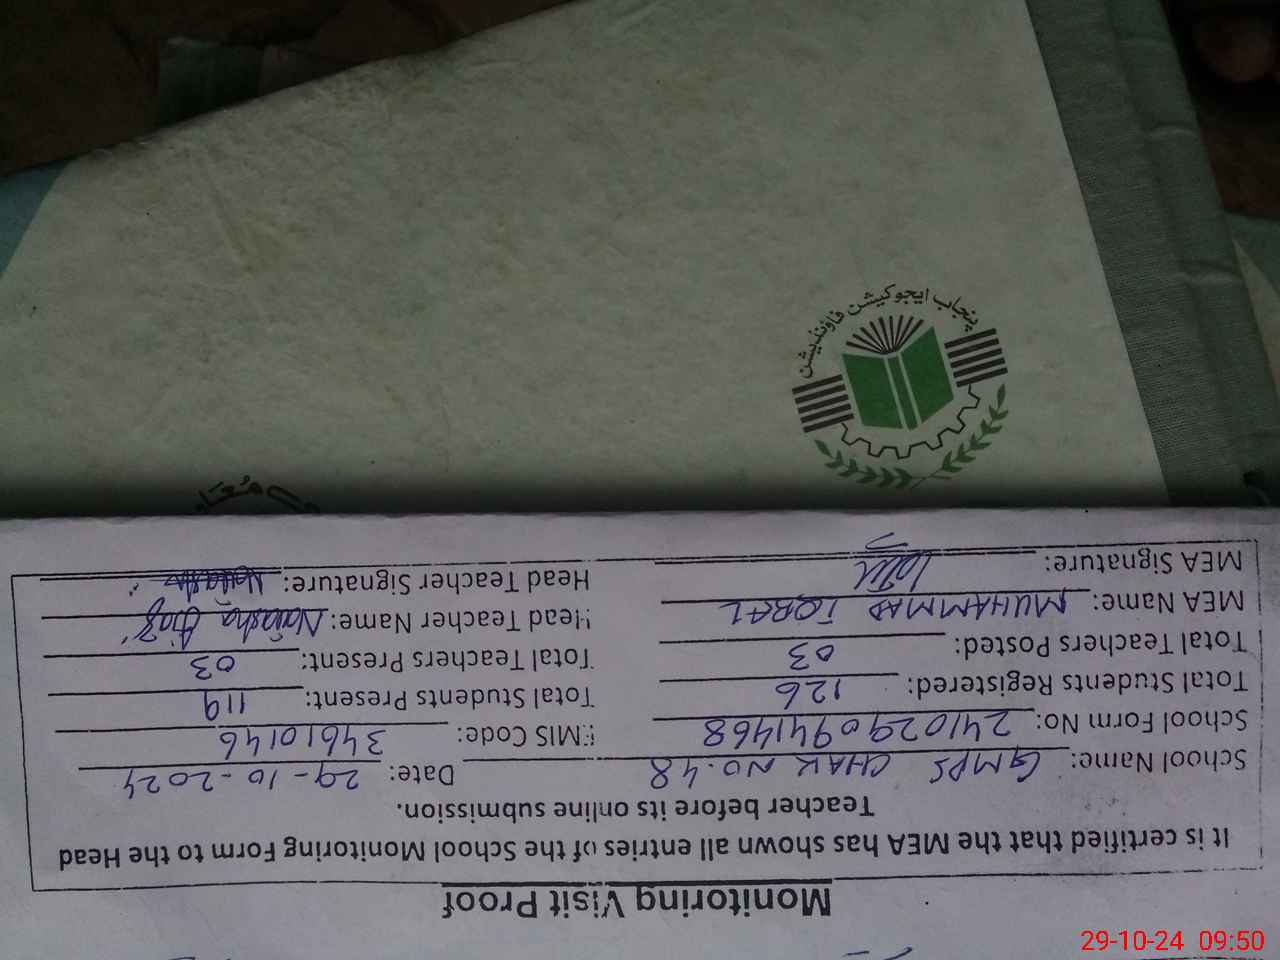 Monitoring Visit Proof
It is certified that the MEA has shown all entries of the School Monitoring Form to the Head
Teacher before its online submission.
School Name: GMPS CHAK NO.48 Date: 29-10-2024
School Form No: 2410290941468 EMIS Code: 34610146
Total Students Registered: 126 Total Students Present: 119
Total Teachers Posted: 03 Total Teachers Present: 03
MEA Name: MUHAMMAD IQBAL Head Teacher Name: Natasha
MEA Signature: Head Teacher Signature: Natasha
پنجاب ایجوکیشن فاؤنڈیشن
29-10-24 09:50